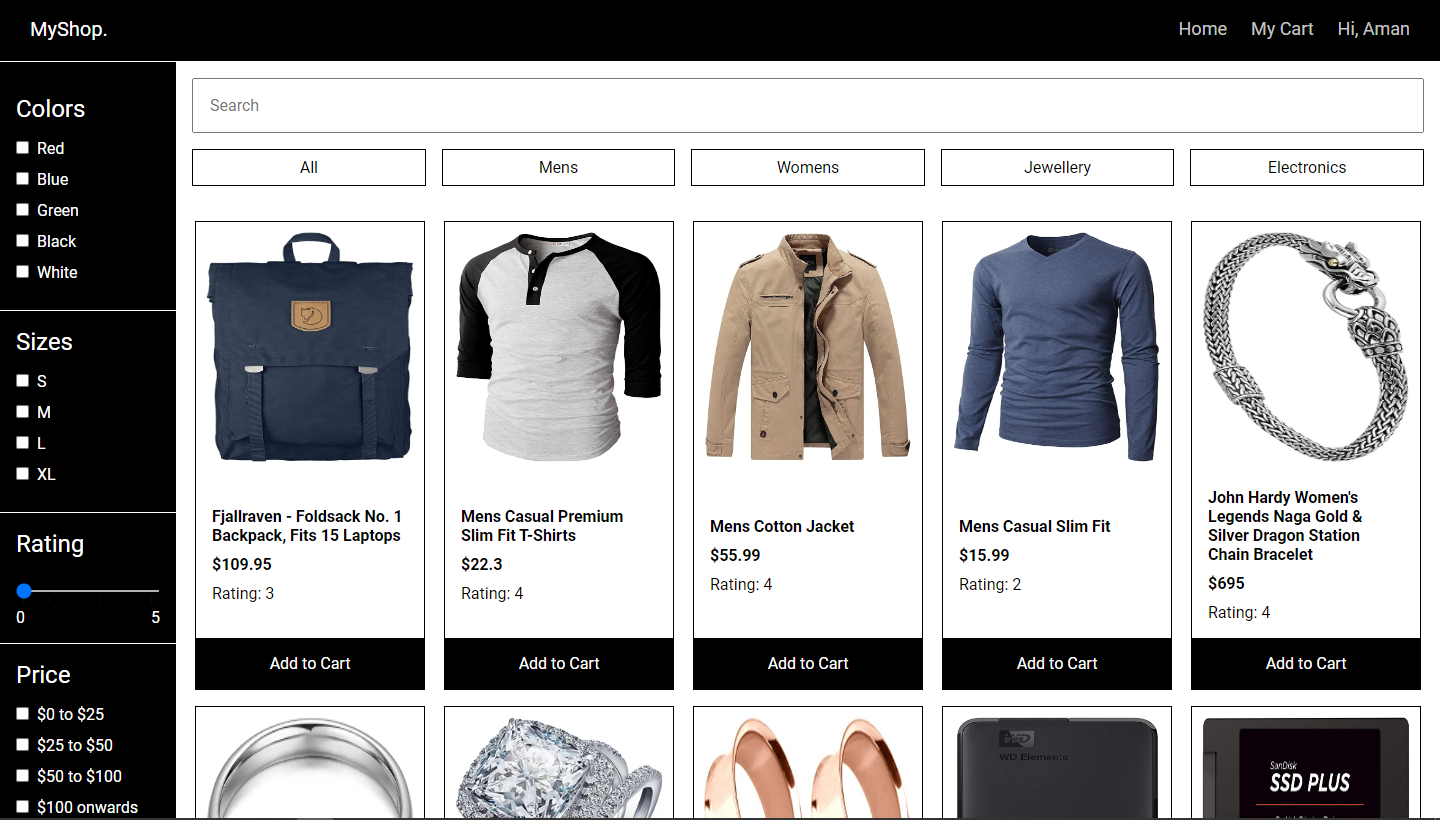 MyShop.
Home
My Cart
Hi, Aman
Colors
Red
Blue
Green
Black
White
Sizes
S
M
L
XL
Rating
0 5
Price
$0 to $25
$25 to $50
$50 to $100
$100 onwards
Search
All
Mens
Womens
Jewellery
Electronics
Fjallraven - Foldsack No. 1
Backpack, Fits 15 Laptops
$109.95
Rating: 3
Add to Cart
Mens Casual Premium
Slim Fit T-Shirts
$22.3
Rating: 4
Add to Cart
Mens Cotton Jacket
$55.99
Rating: 4
Add to Cart
Mens Casual Slim Fit
$15.99
Rating: 2
Add to Cart
John Hardy Women's
Legends Naga Gold &
Silver Dragon Station
Chain Bracelet
$695
Rating: 4
Add to Cart
WD
WD Elements
SanDisk
SSD PLUS